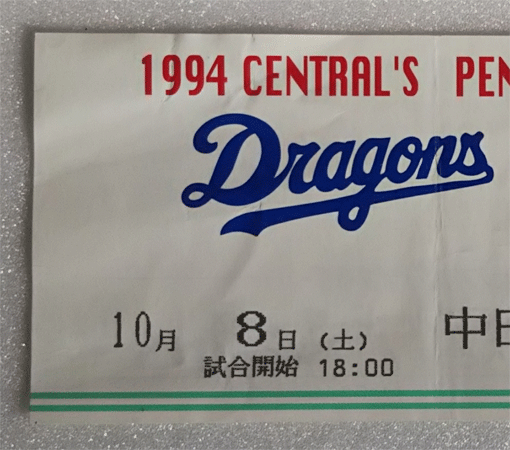 1994 CENTRAL'S PEN
Dragons
10月 8日 (土) 中日
試合開始 18:00